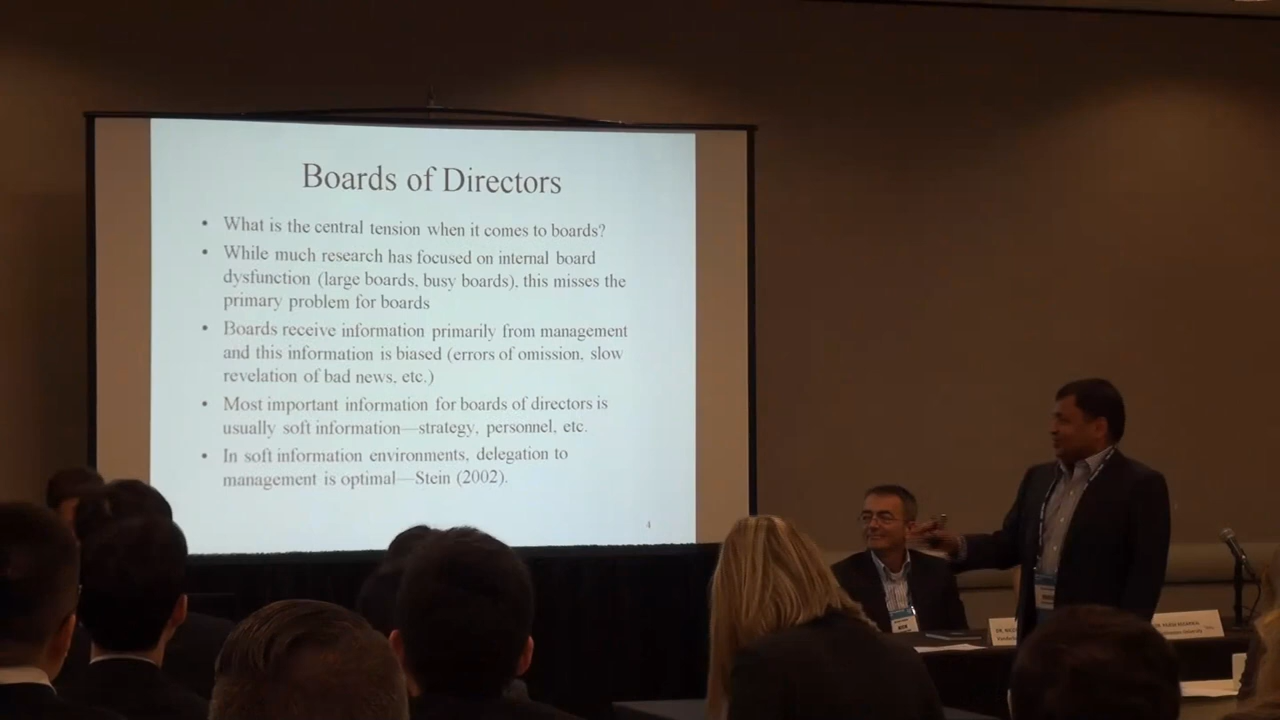 Boards of Directors
• What is the central tension when it comes to boards?
• While much research has focused on internal board
dysfunction (large boards, busy boards), this misses the
primary problem for boards
• Boards receive information primarily from management
and this information is biased (errors of omission, slow
revelation of bad news, etc.)
• Most important information for boards of directors is
usually soft information—strategy, personnel, etc.
• In soft information environments, delegation to
management is optimal—Stein (2002).
4
DR.
University